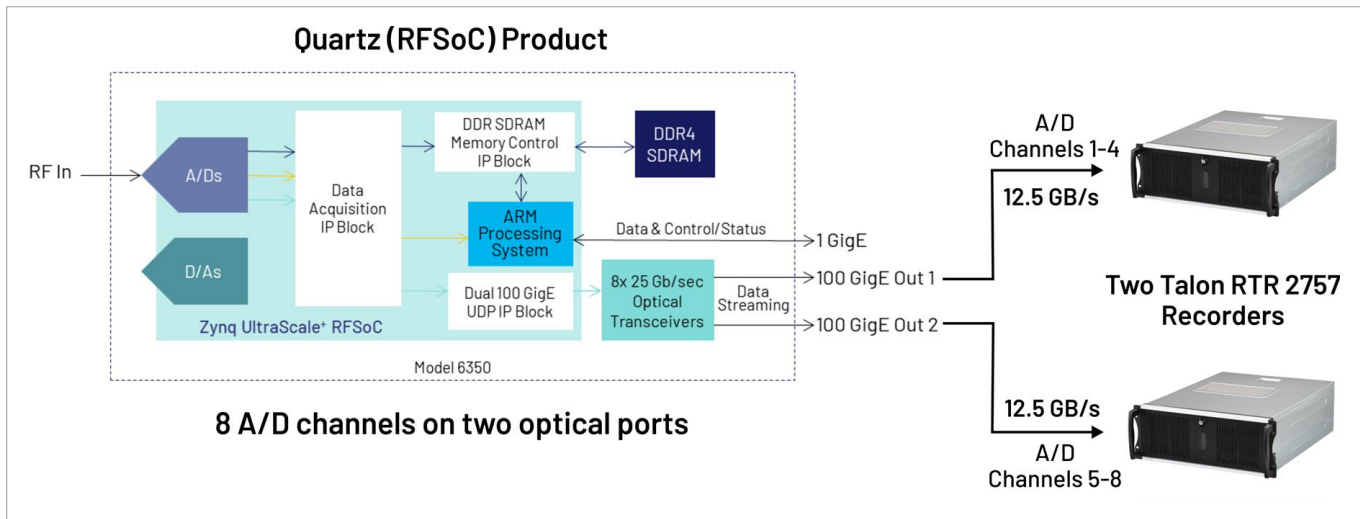 Quartz (RFSoC) Product
RF In
A/Ds
D/As
Data
Acquisition
IP Block
DDR SDRAM
Memory Control
IP Block
DDR4
SDRAM
ARM
Processing
System
Data & Control/Status
1 GigE
Dual 100 GigE
UDP IP Block
8x 25 Gb/sec
Optical
Transceivers
Data
Streaming
100 GigE Out 1
100 GigE Out 2
Zynq UltraScale+ RFSoC
Model 6350
8 A/D channels on two optical ports
A/D
Channels 1-4
12.5 GB/s
Two Talon RTR 2757
Recorders
12.5 GB/s
A/D
Channels 5-8